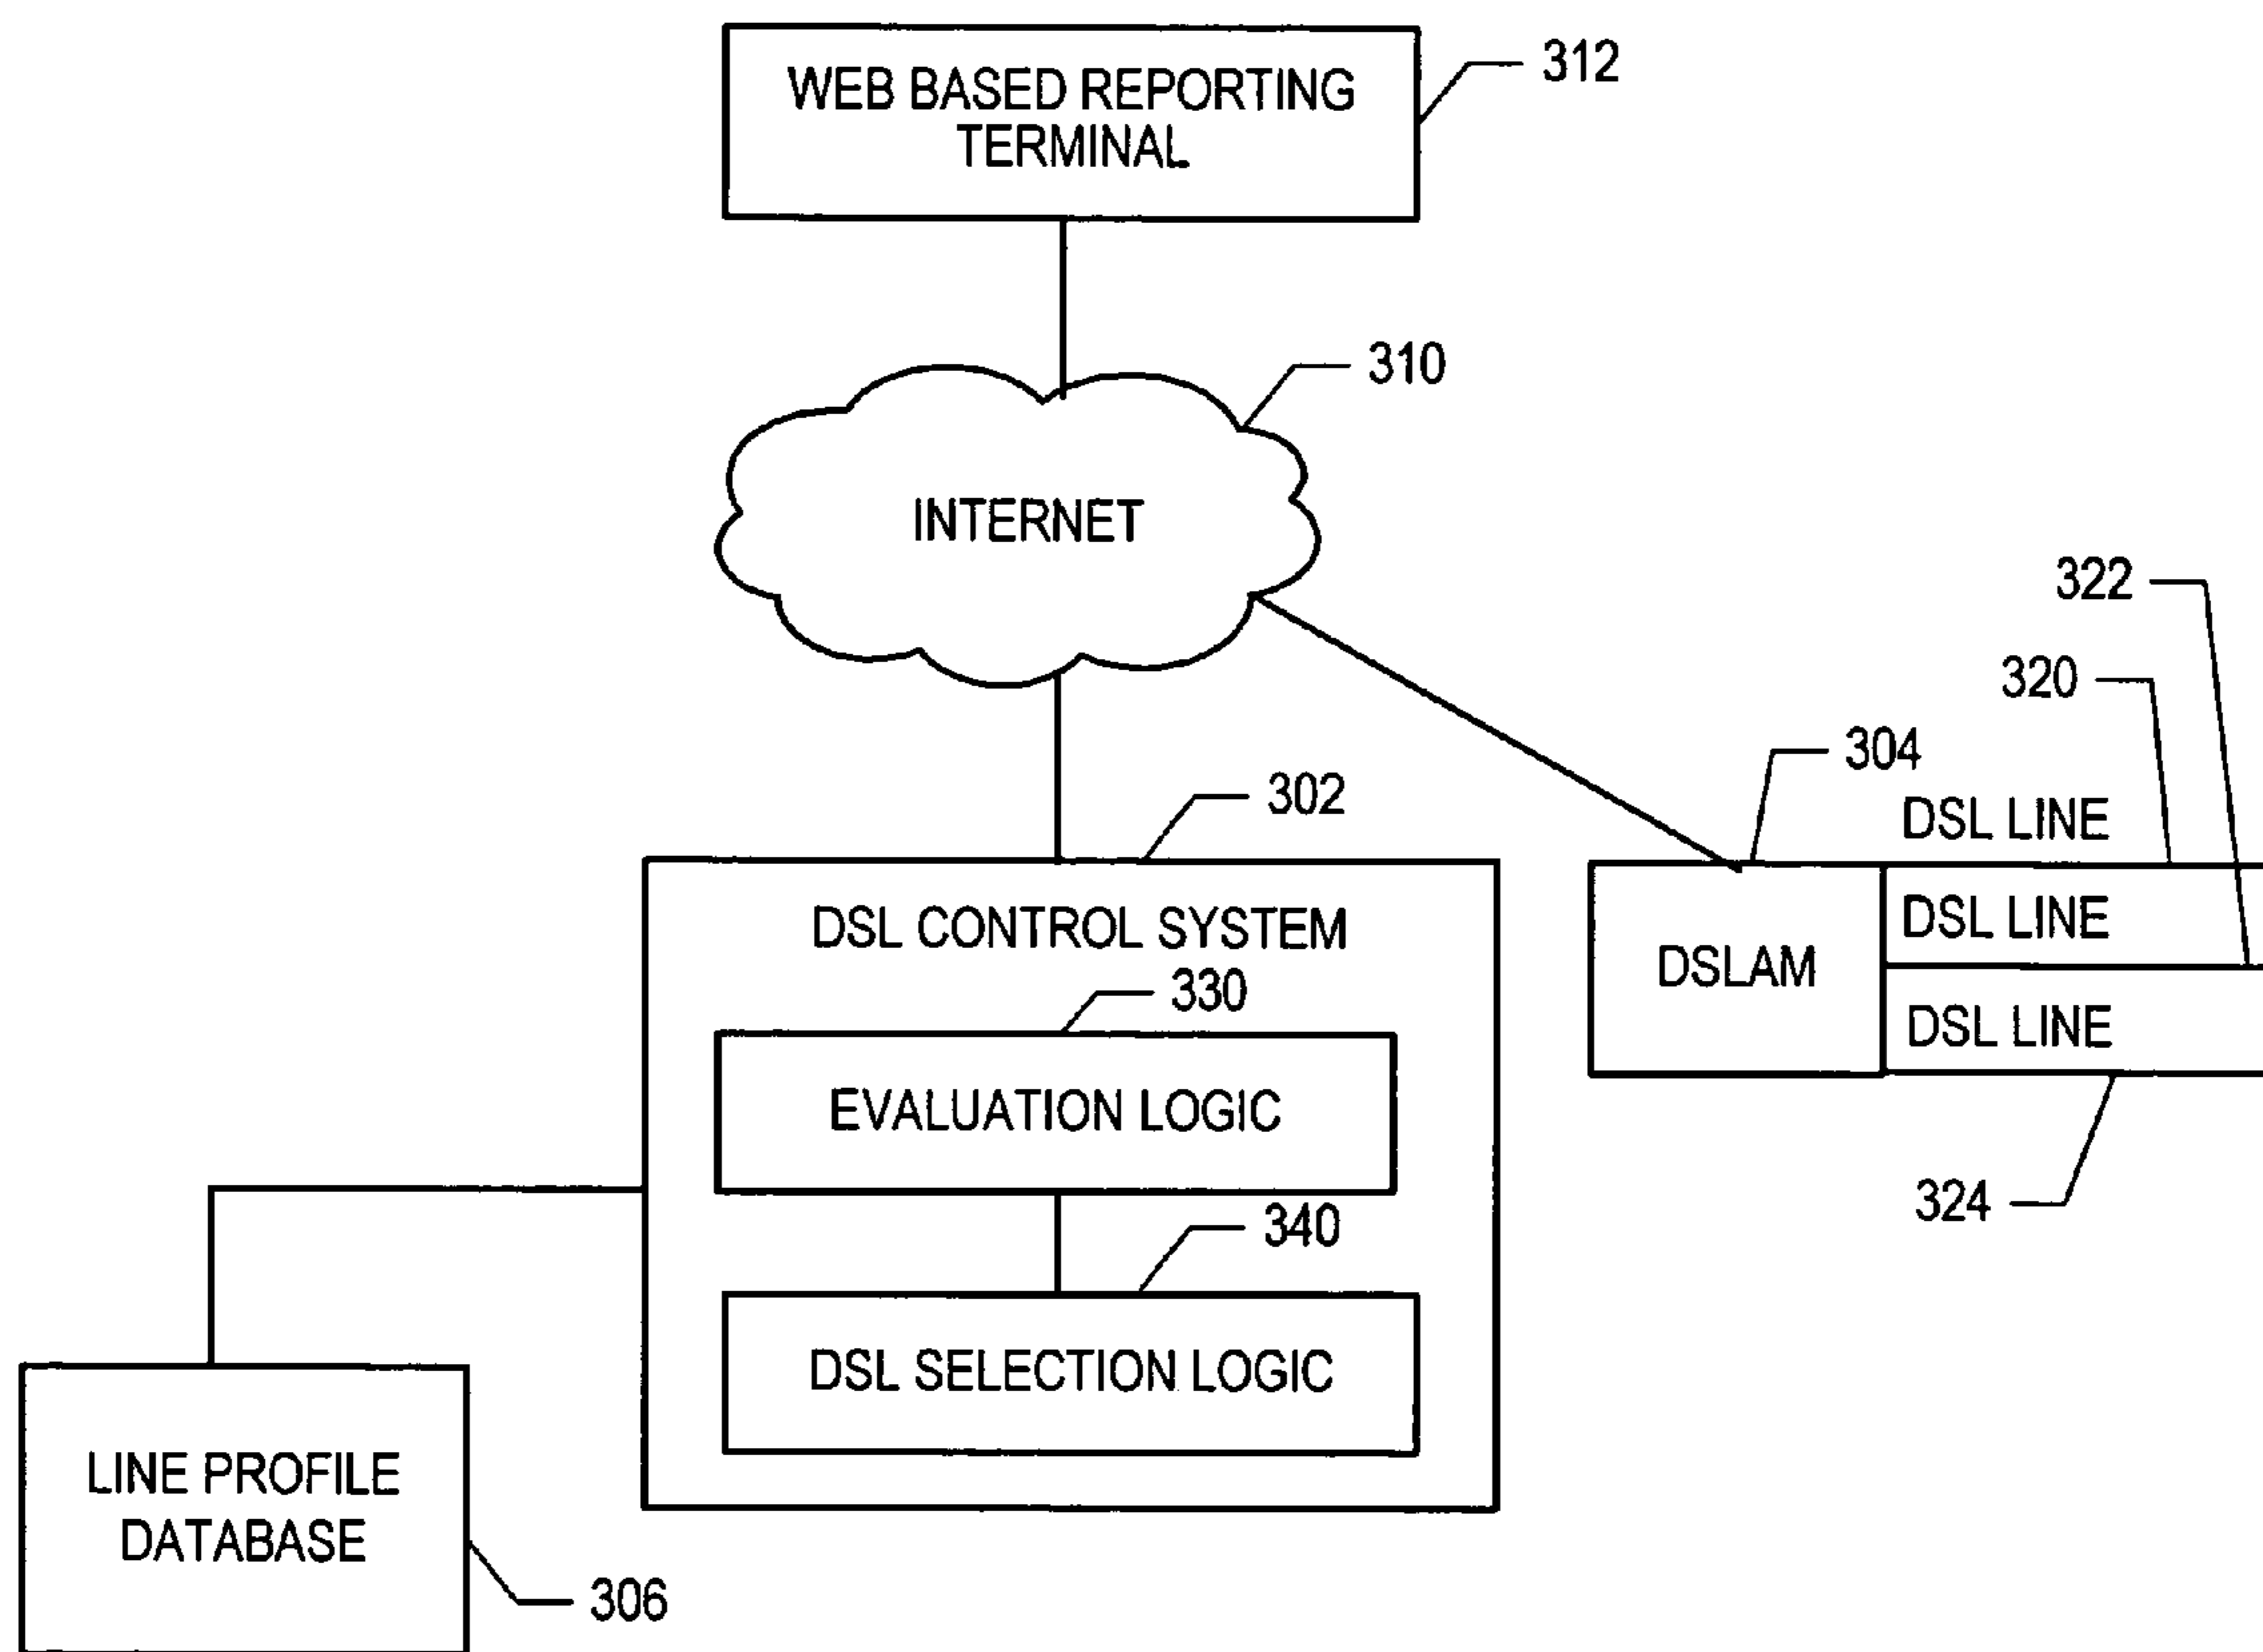 WEB BASED REPORTING
TERMINAL
312
310
INTERNET
322
320
304
302
DSL LINE
DSL CONTROL SYSTEM
DSL LINE
DSLAM
330
DSL LINE
EVALUATION LOGIC
324
340
DSL SELECTION LOGIC
LINE PROFILE
DATABASE
306